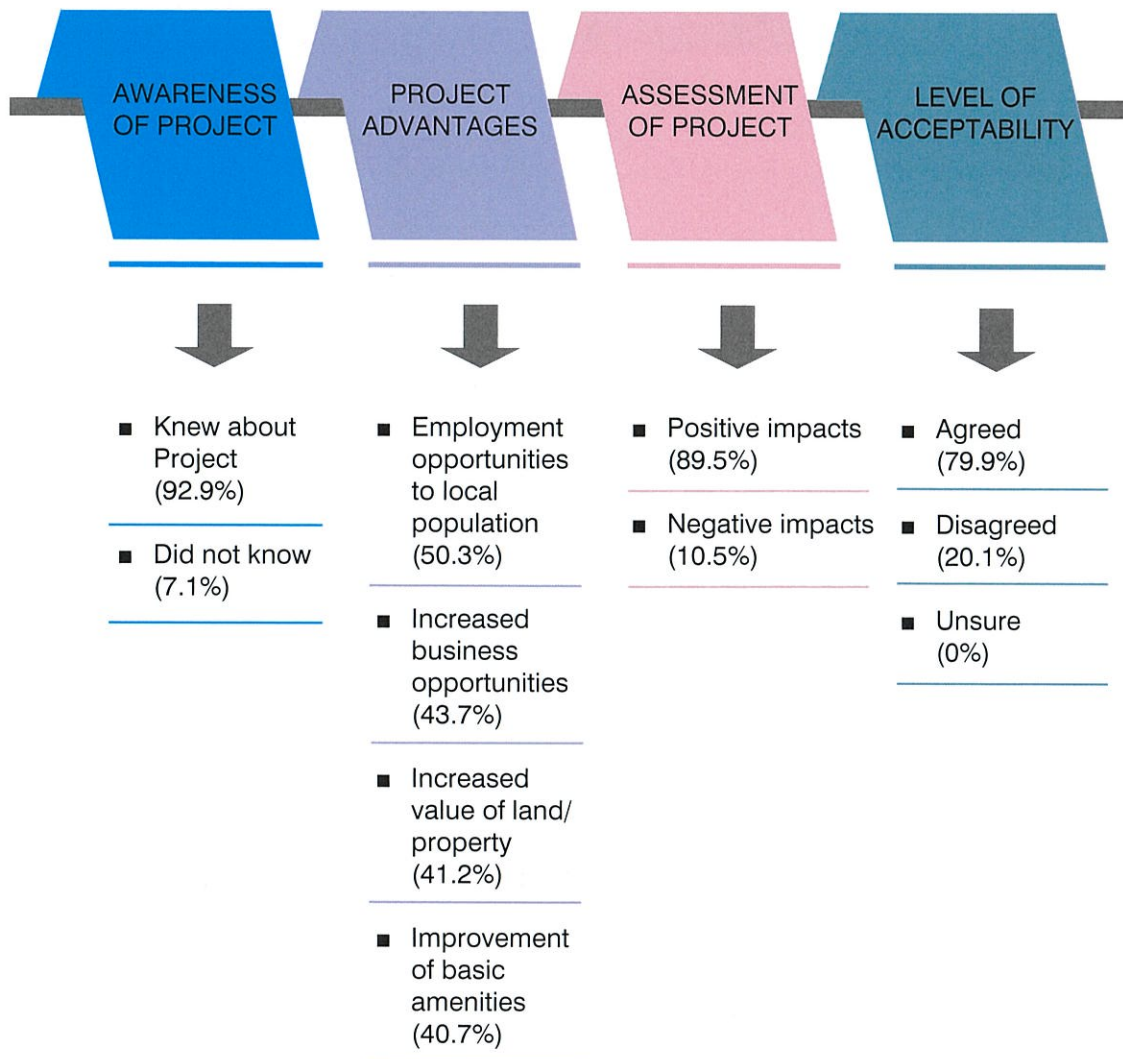 AWARENESS
OF PROJECT
PROJECT
ADVANTAGES
ASSESSMENT
OF PROJECT
LEVEL OF
ACCEPTABILITY
■ Knew about
Project
(92.9%)
■ Did not know
(7.1%)
■ Employment
opportunities
to local
population
(50.3%)
■ Increased
business
opportunities
(43.7%)
■ Increased
value of land/
property
(41.2%)
■ Improvement
of basic
amenities
(40.7%)
■ Positive impacts
(89.5%)
■ Negative impacts
(10.5%)
■ Agreed
(79.9%)
■ Disagreed
(20.1%)
■ Unsure
(0%)